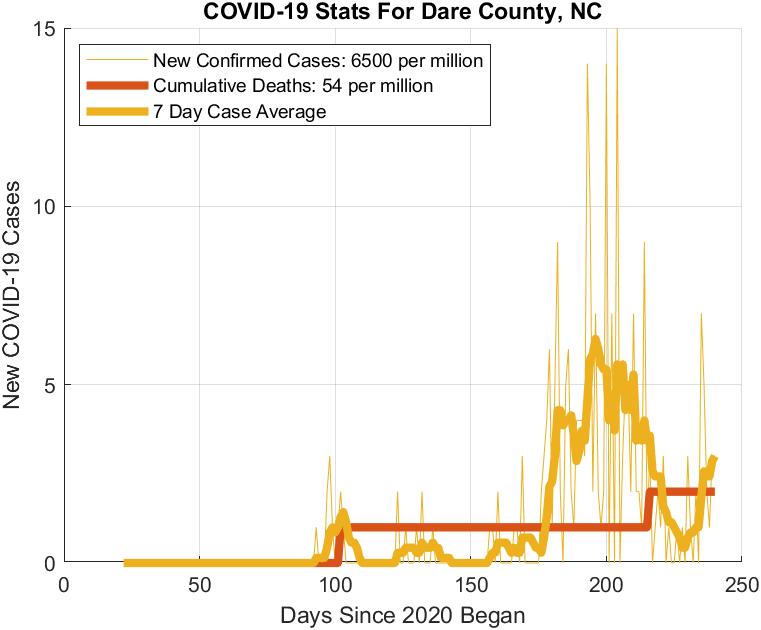 COVID-19 Stats For Dare County, NC
15
New Confirmed Cases: 6500 per million
Cumulative Deaths: 54 per million
7 Day Case Average
10
New COVID-19 Cases
5
0
0
50
100
150
200
250
Days Since 2020 Began